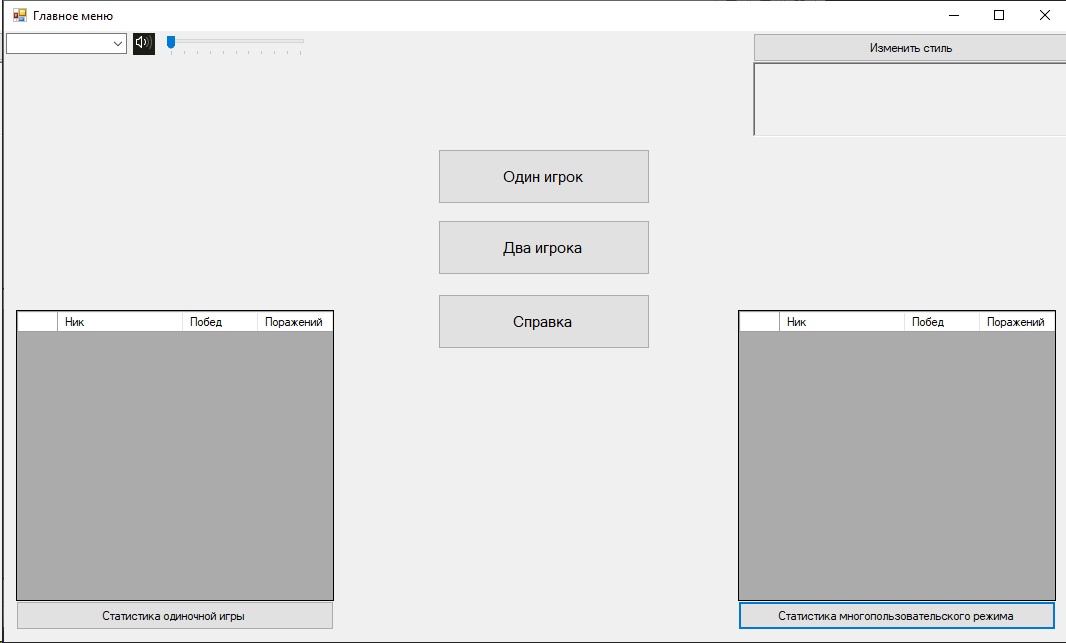 Главное меню
Изменить стиль
Один игрок
Два игрока
Справка
Ник Побед Поражений
Ник Побед Поражений
Статистика одиночной игры
Статистика многопользовательского режима